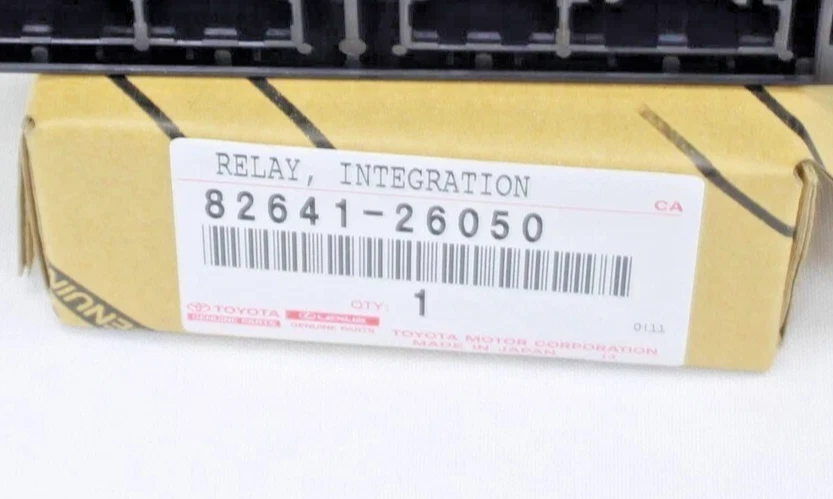 RELAY, INTEGRATION
CA
82641-26050
QTY: 1
TOYOTA
GENUINE PARTS
LEXUS
GENUINE PARTS
0111
TOYOTA MOTOR CORPORATION
MADE IN JAPAN
ENUIN